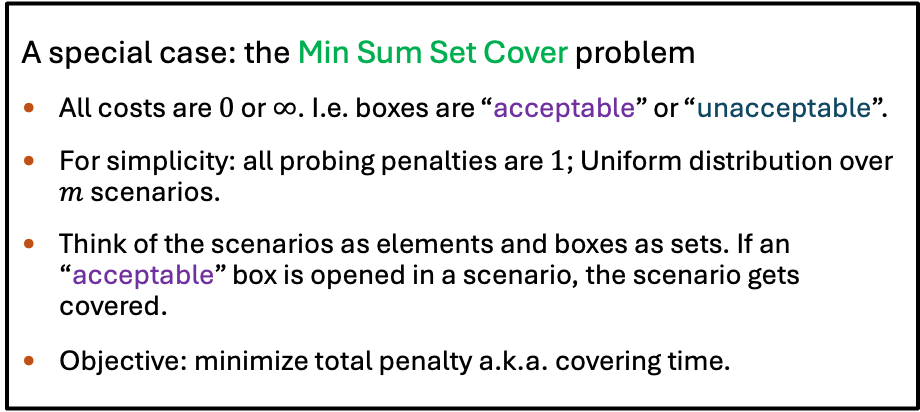 A special case: the Min Sum Set Cover problem
• All costs are 0 or ∞. I.e. boxes are “acceptable” or “unacceptable”.
• For simplicity: all probing penalties are 1; Uniform distribution over
m scenarios.
• Think of the scenarios as elements and boxes as sets. If an
“acceptable” box is opened in a scenario, the scenario gets
covered.
• Objective: minimize total penalty a.k.a. covering time.